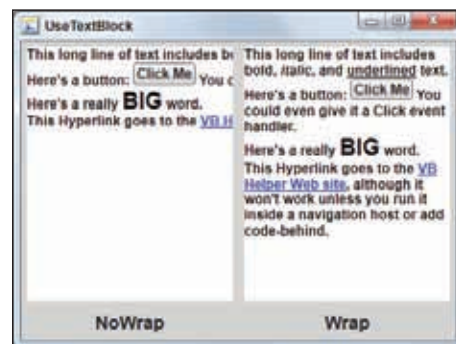 UseTextBlock
This long line of text includes b
Here's a button: Click Me You c
Here's a really BIG word.
This Hyperlink goes to the VB H
This long line of text includes
bold, italic, and underlined text.
Here's a button: Click Me You
could even give it a Click event
handler.
Here's a really BIG word.
This Hyperlink goes to the VB
Helper Web site, although it
won't work unless you run it
inside a navigation host or add
code-behind.
NoWrap
Wrap